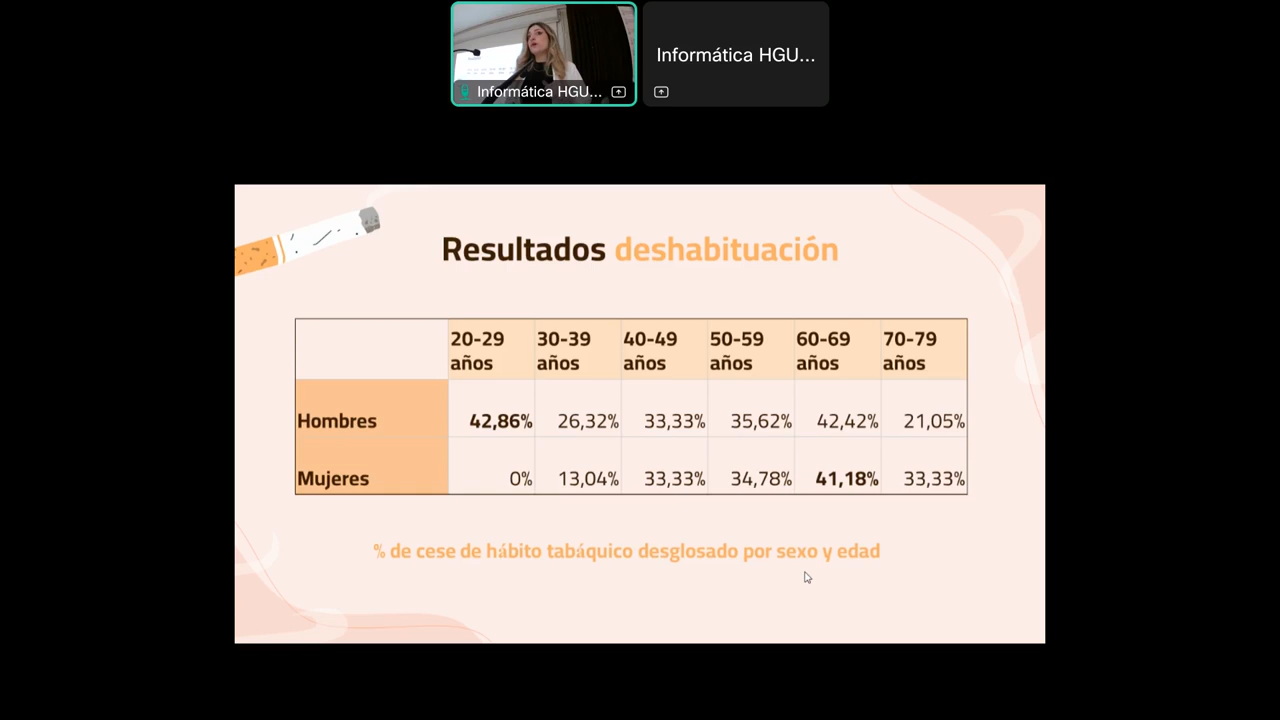 Informática HGU...
Informática HGU...
Resultados deshabituación
20-29 años 30-39 años 40-49 años 50-59 años 60-69 años 70-79 años
Hombres 42,86% 26,32% 33,33% 35,62% 42,42% 21,05%
Mujeres 0% 13,04% 33,33% 34,78% 41,18% 33,33%
% de cese de hábito tabáquico desglosado por sexo y edad